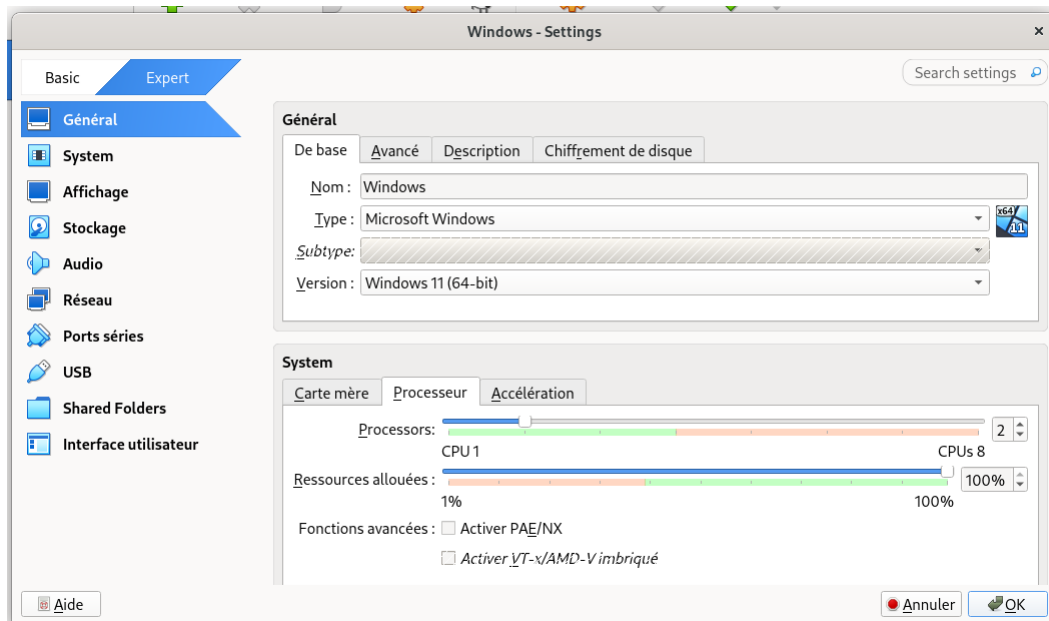 Windows - Settings
Basic
Expert
Search settings
Général
System
Affichage
Stockage
Audio
Réseau
Ports séries
USB
Shared Folders
Interface utilisateur
Général
De base Avancé Description Chiffrement de disque
Nom : Windows
Type : Microsoft Windows
x64
11
Subtype:
Version : Windows 11 (64-bit)
System
Carte mère Processeur Accélération
Processors: 2
CPU 1 CPUs 8
Ressources allouées : 100%
1% 100%
Fonctions avancées : Activer PAE/NX
Activer VT-x/AMD-V imbriqué
Aide Annuler OK